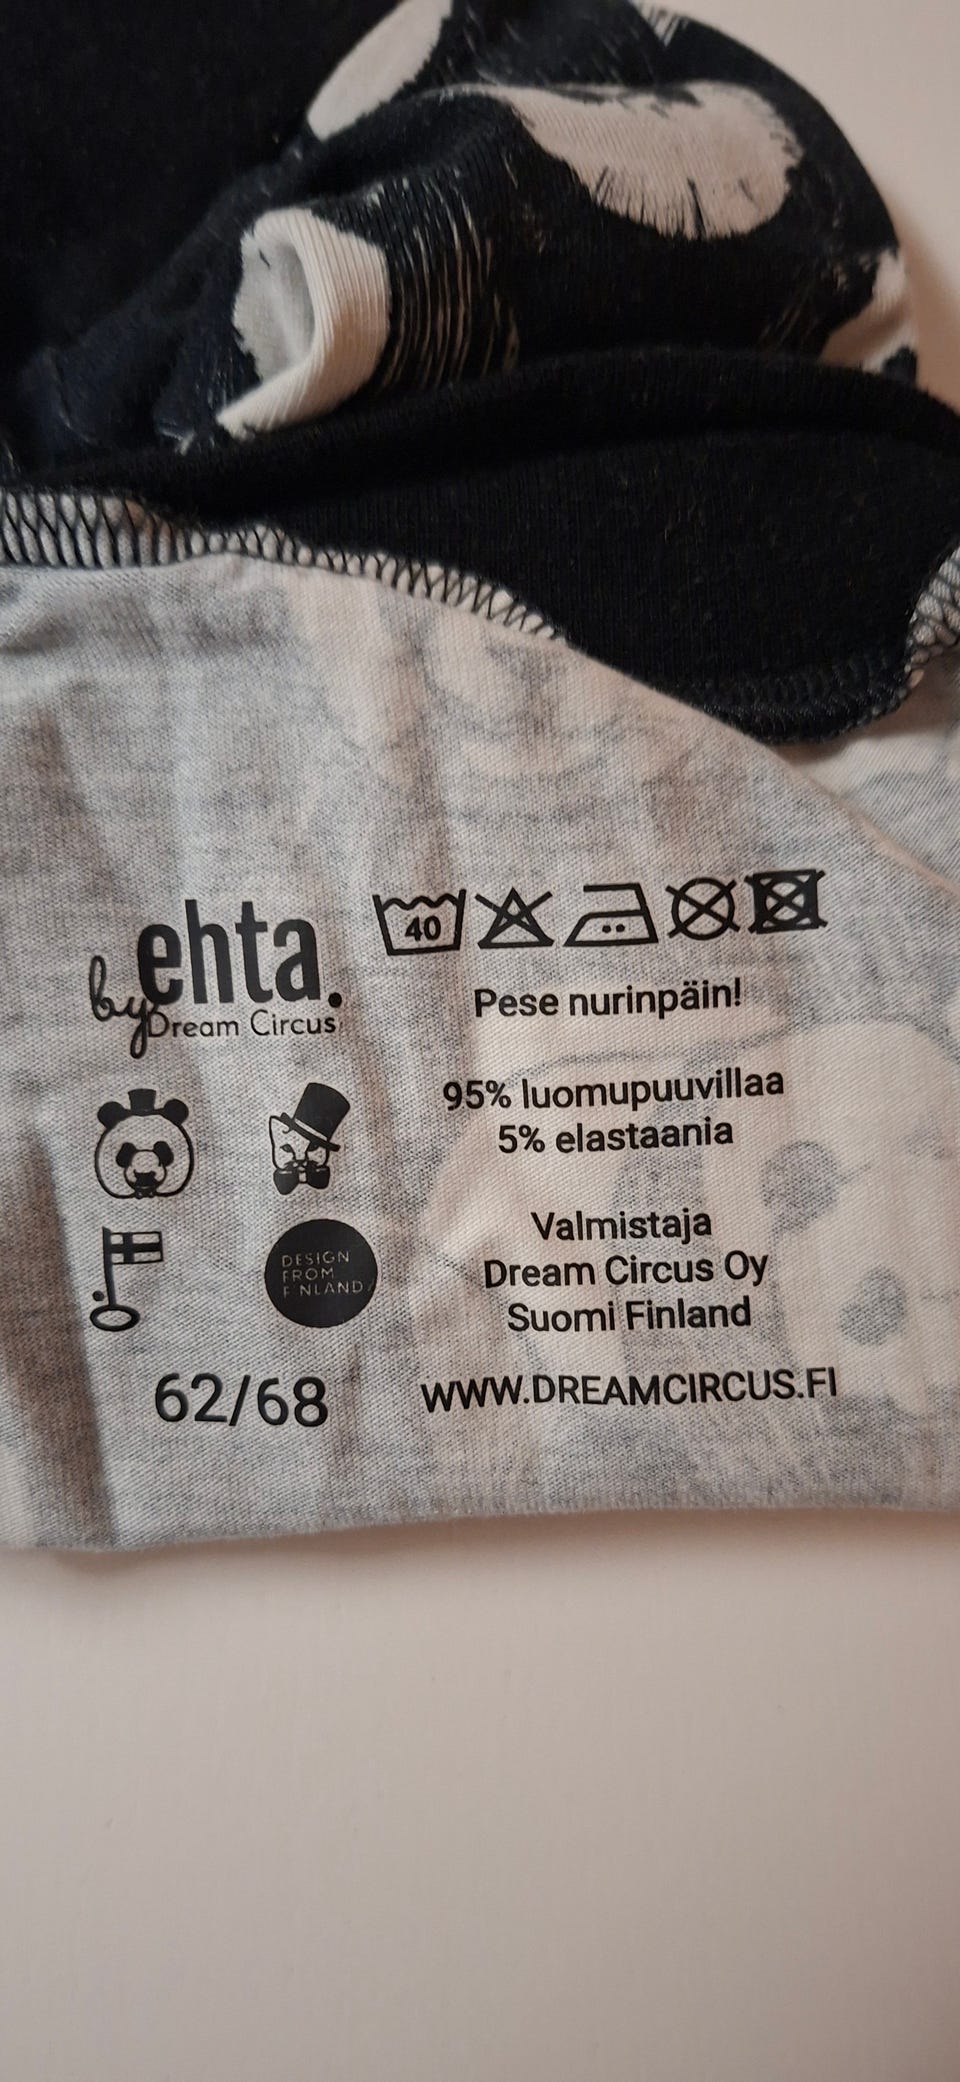 by ehta.
Dream Circus
40
Pese nurinpäin!
95% luomupuuvillaa
5% elastaania
DESIGN
FROM
FINLAND
Valmistaja
Dream Circus Oy
Suomi Finland
62/68
WWW.DREAMCIRCUS.FI